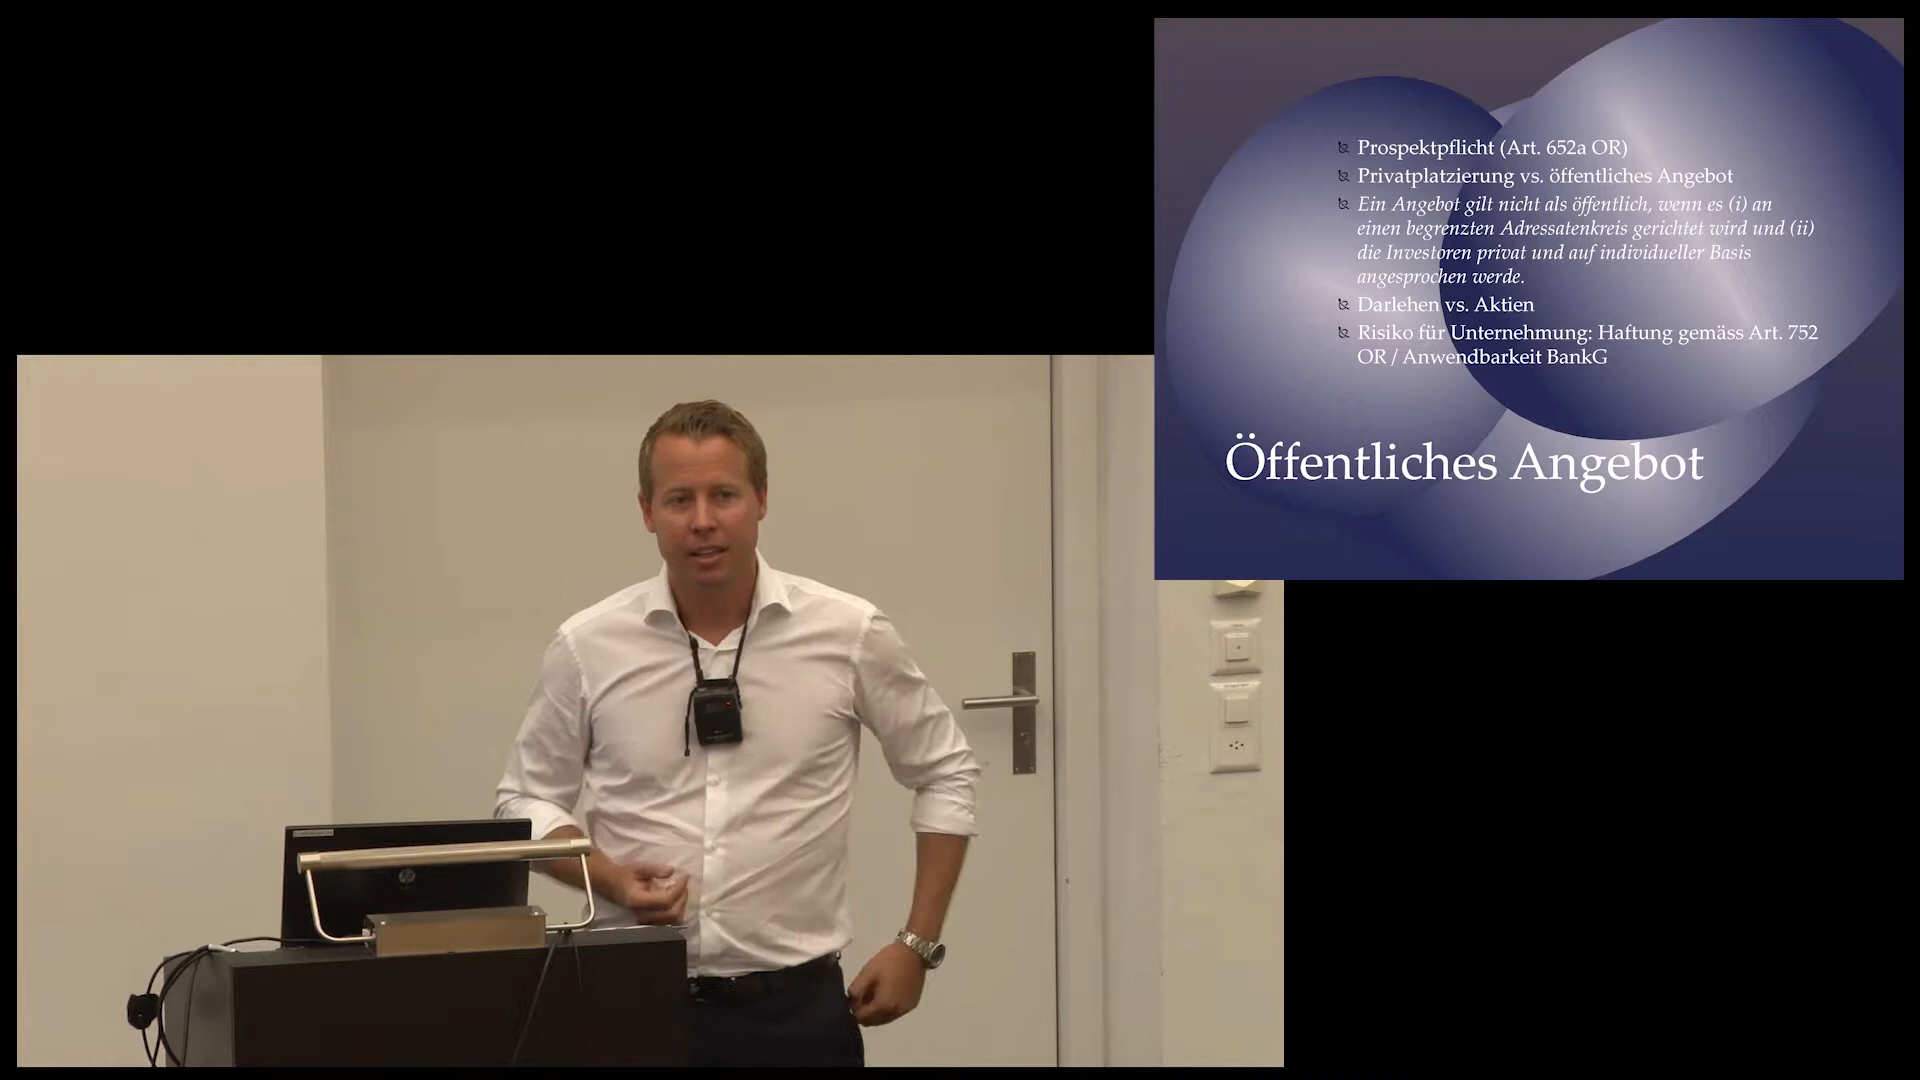 Prospektpflicht (Art. 652a OR)
Privatplatzierung vs. öffentliches Angebot
Ein Angebot gilt nicht als öffentlich, wenn es (i) an
einen begrenzten Adressatenkreis gerichtet wird und (ii)
die Investoren privat und auf individueller Basis
angesprochen werde.
Darlehen vs. Aktien
Risiko für Unternehmung: Haftung gemäss Art. 752
OR / Anwendbarkeit BankG
Öffentliches Angebot
hp